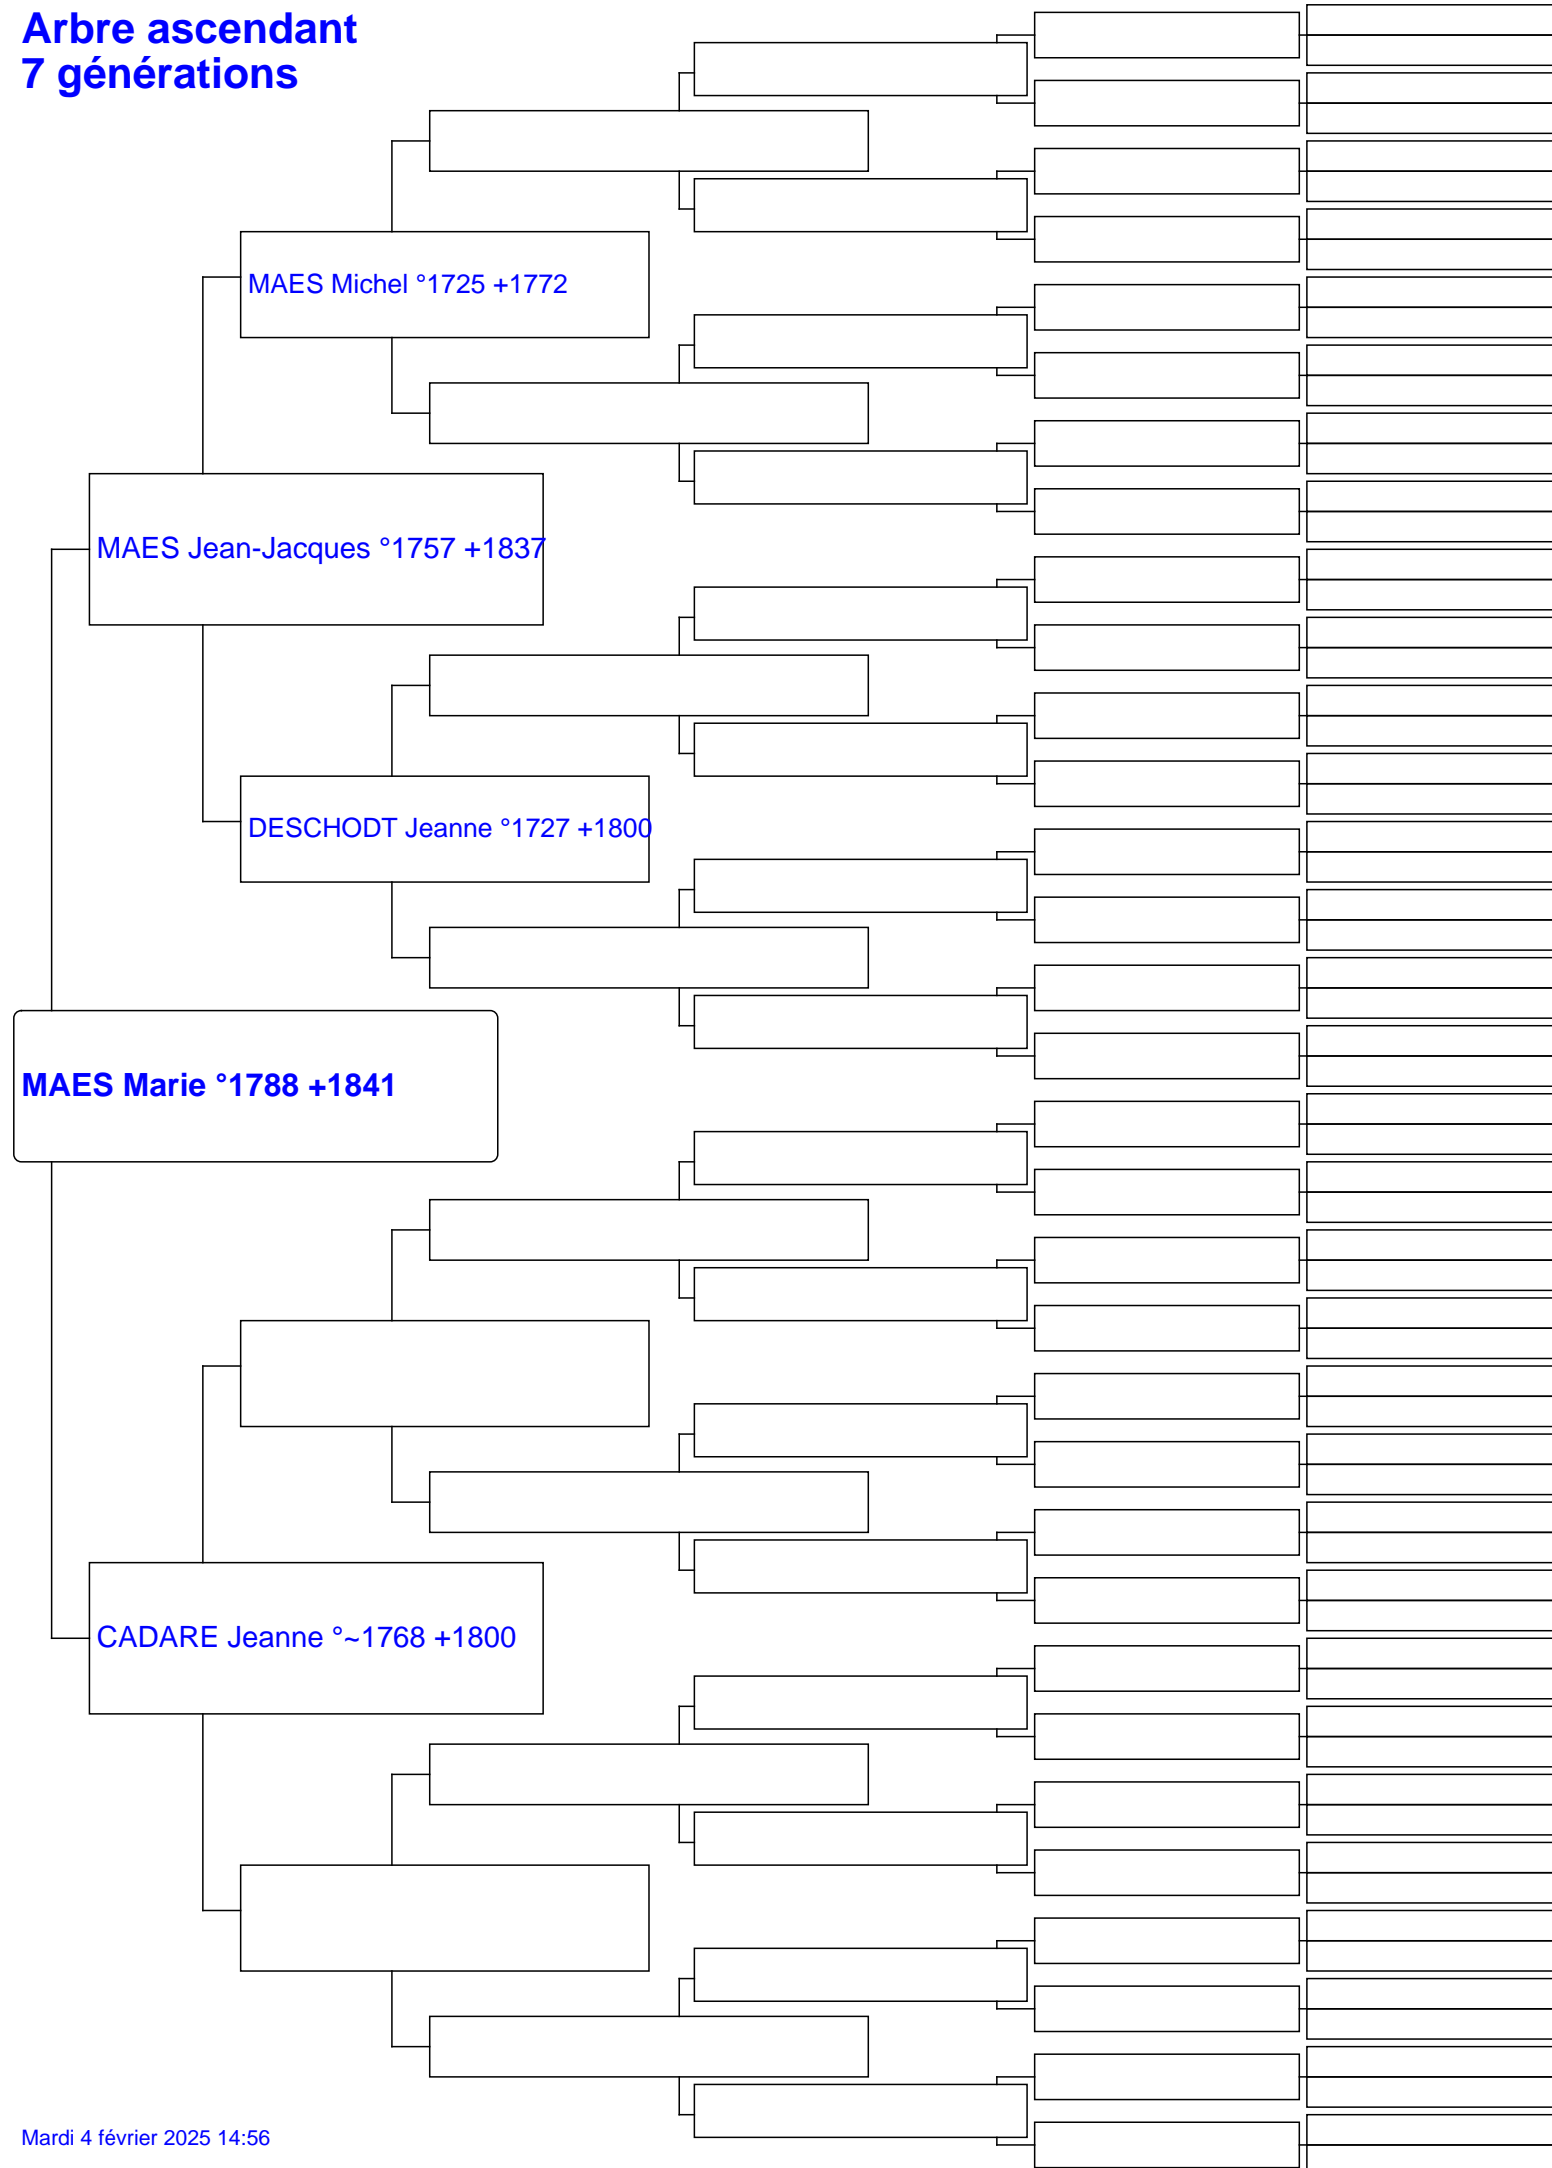 Arbre ascendant
7 générations
MAES Michel °1725 +1772
MAES Jean-Jacques °1757 +1837
DESCHODT Jeanne °1727 +1800
MAES Marie °1788 +1841
CADARE Jeanne °~1768 +1800
Mardi 4 février 2025 14:56